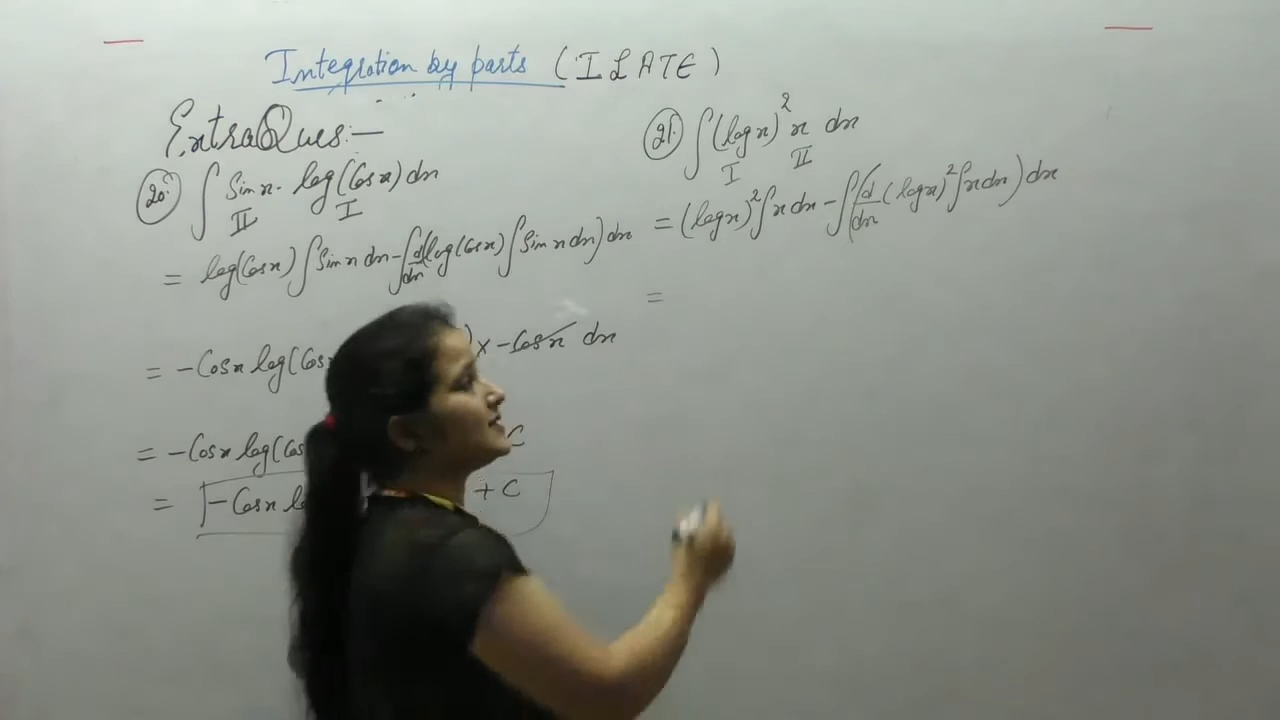 Integration by parts (ILATE)
Extra Ques:—
20. ∫ Sin x . log(Cos x) dx
II I
= log(Cos x) ∫ Sin x dx - ∫(d/dx log(Cos x) ∫ Sin x dx) dx
= -Cos x log(Cos ) x -Cos x dx
= -Cos x log(Cos C
= -Cos x lo + C
21. ∫ (log x)² x dx
I II
= (log x)² ∫ x dx - ∫(d/dx (log x)² ∫ x dx) dx
=